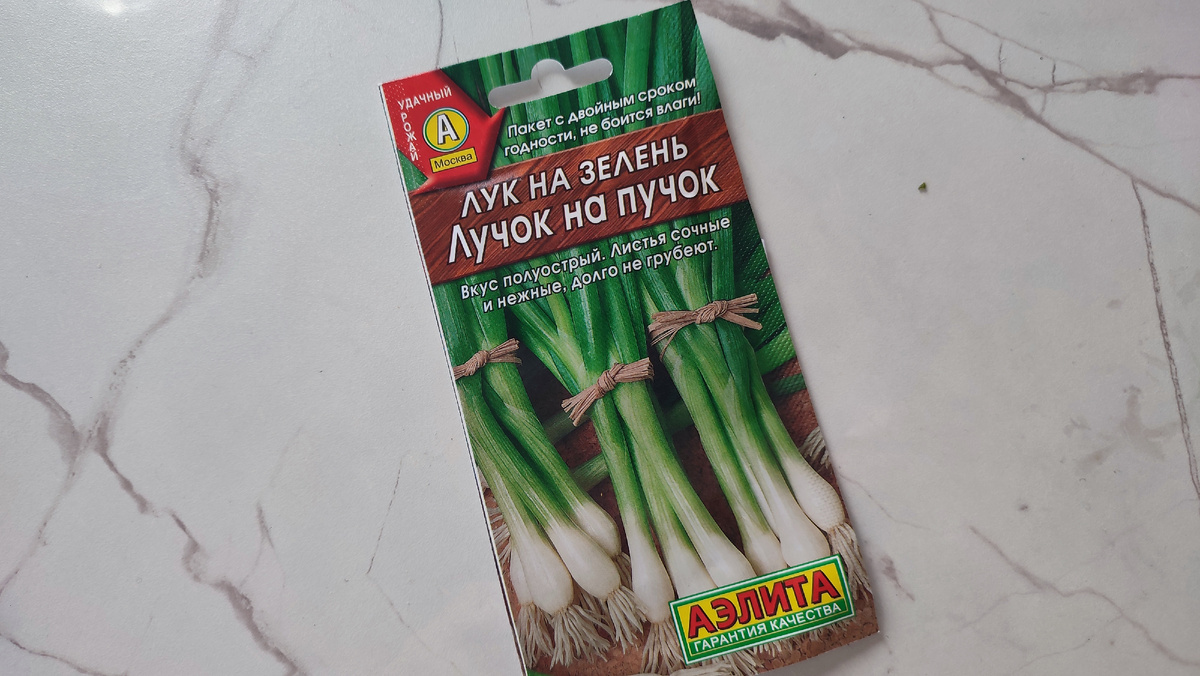 УДАЧНЫЙ
УРОЖАЙ
А
Москва
Пакет с двойным сроком
годности, не боится влаги!
ЛУК НА ЗЕЛЕНЬ
Лучок на пучок
Вкус полуострый. Листья сочные
и нежные, долго не грубеют.
АЭЛИТА
ГАРАНТИЯ КАЧЕСТВА